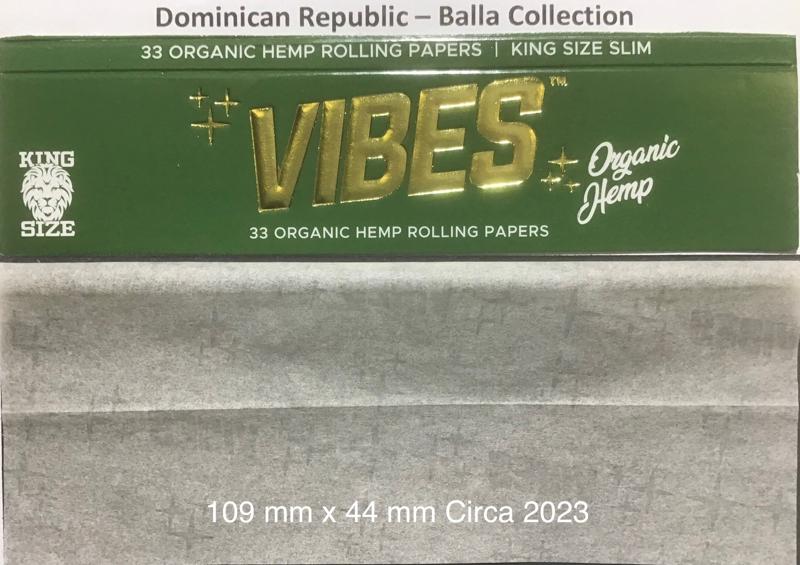 Dominican Republic – Balla Collection
33 ORGANIC HEMP ROLLING PAPERS | KING SIZE SLIM
VIBES™
KING
SIZE
Organic
Hemp
33 ORGANIC HEMP ROLLING PAPERS
109 mm x 44 mm Circa 2023